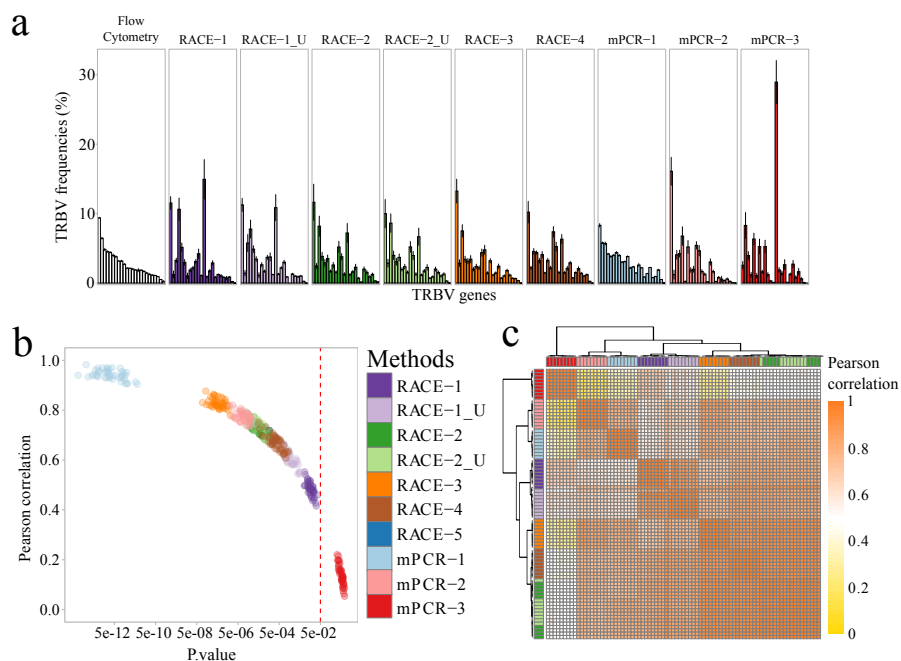 a
Flow
Cytometry
RACE−1
RACE−1_U
RACE−2
RACE−2_U
RACE−3
RACE−4
mPCR−1
mPCR−2
mPCR−3
TRBV frequencies (%)
30
20
10
0
TRBV genes
b
Pearson correlation
1.0
0.8
0.6
0.4
0.2
0.0
5e−12
5e−10
5e−08
5e−06
5e−04
5e−02
P.value
Methods
RACE−1
RACE−1_U
RACE−2
RACE−2_U
RACE−3
RACE−4
RACE−5
mPCR−1
mPCR−2
mPCR−3
c
Pearson
correlation
1
0.8
0.6
0.4
0.2
0